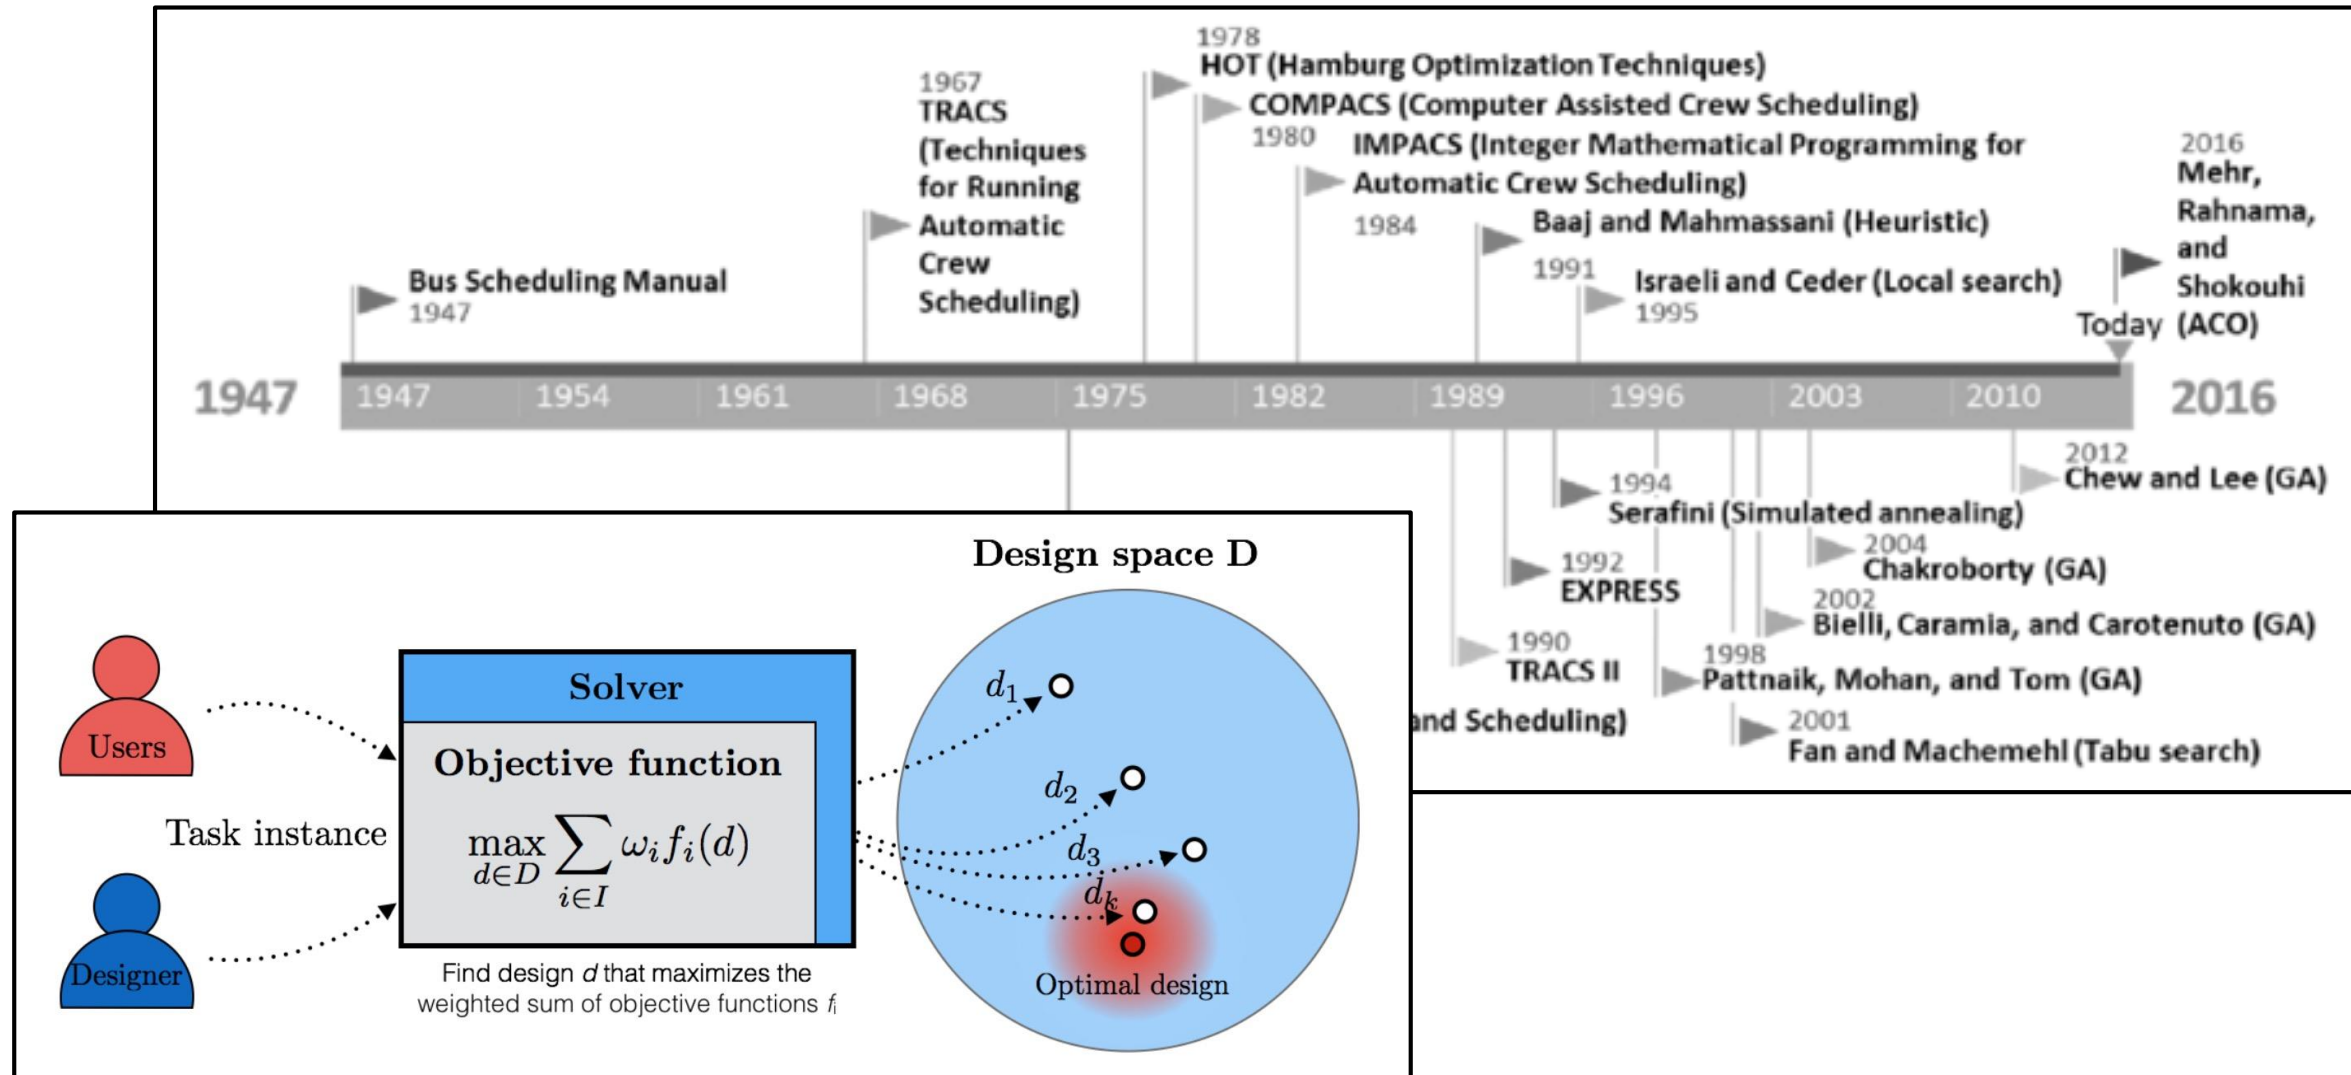 1978
HOT (Hamburg Optimization Techniques)
1967
TRACS
(Techniques
for Running
Automatic
Crew
Scheduling)
COMPACS (Computer Assisted Crew Scheduling)
1980
IMPACS (Integer Mathematical Programming for
Automatic Crew Scheduling)
1984
2016
Mehr,
Rahnama,
and
Shokouhi
(ACO)
Baaj and Mahmassani (Heuristic)
1991
Bus Scheduling Manual
1947
Israeli and Ceder (Local search)
1995
Today
1947
1947 1954 1961 1968 1975 1982 1989 1996 2003 2010
2016
2012
Chew and Lee (GA)
1994
Serafini (Simulated annealing)
2004
Chakroborty (GA)
1992
EXPRESS
2002
Bielli, Caramia, and Carotenuto (GA)
1990
TRACS II
1998
Pattnaik, Mohan, and Tom (GA)
and Scheduling)
2001
Fan and Machemehl (Tabu search)
Design space D
Users
Task instance
Designer
Solver
Objective function
max d∈D ∑ i∈I ωᵢfᵢ(d)
Find design d that maximizes the
weighted sum of objective functions fᵢ
d₁
d₂
d₃
dₖ
Optimal design